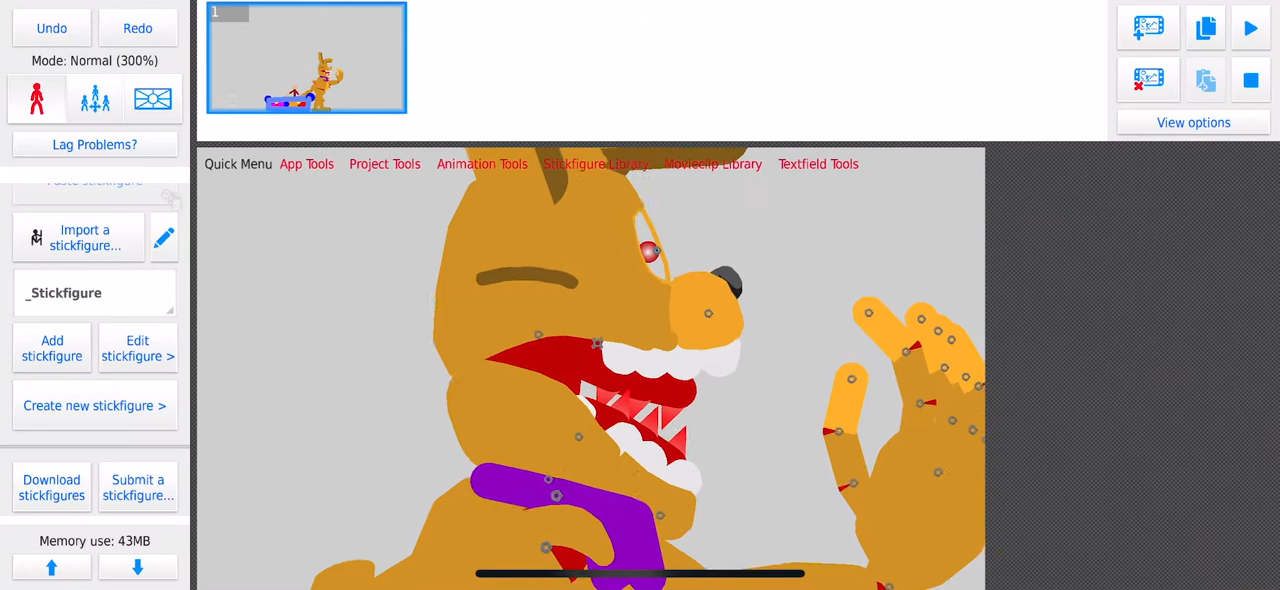 Undo
Redo
Mode: Normal (300%)
Lag Problems?
Paste stickfigure
Import a
stickfigure...
_Stickfigure
Add
stickfigure
Edit
stickfigure >
Create new stickfigure >
Download
stickfigures
Submit a
stickfigure...
Memory use: 43MB
1
View options
Quick Menu
App Tools
Project Tools
Animation Tools
Stickfigure Library
Movieclip Library
Textfield Tools